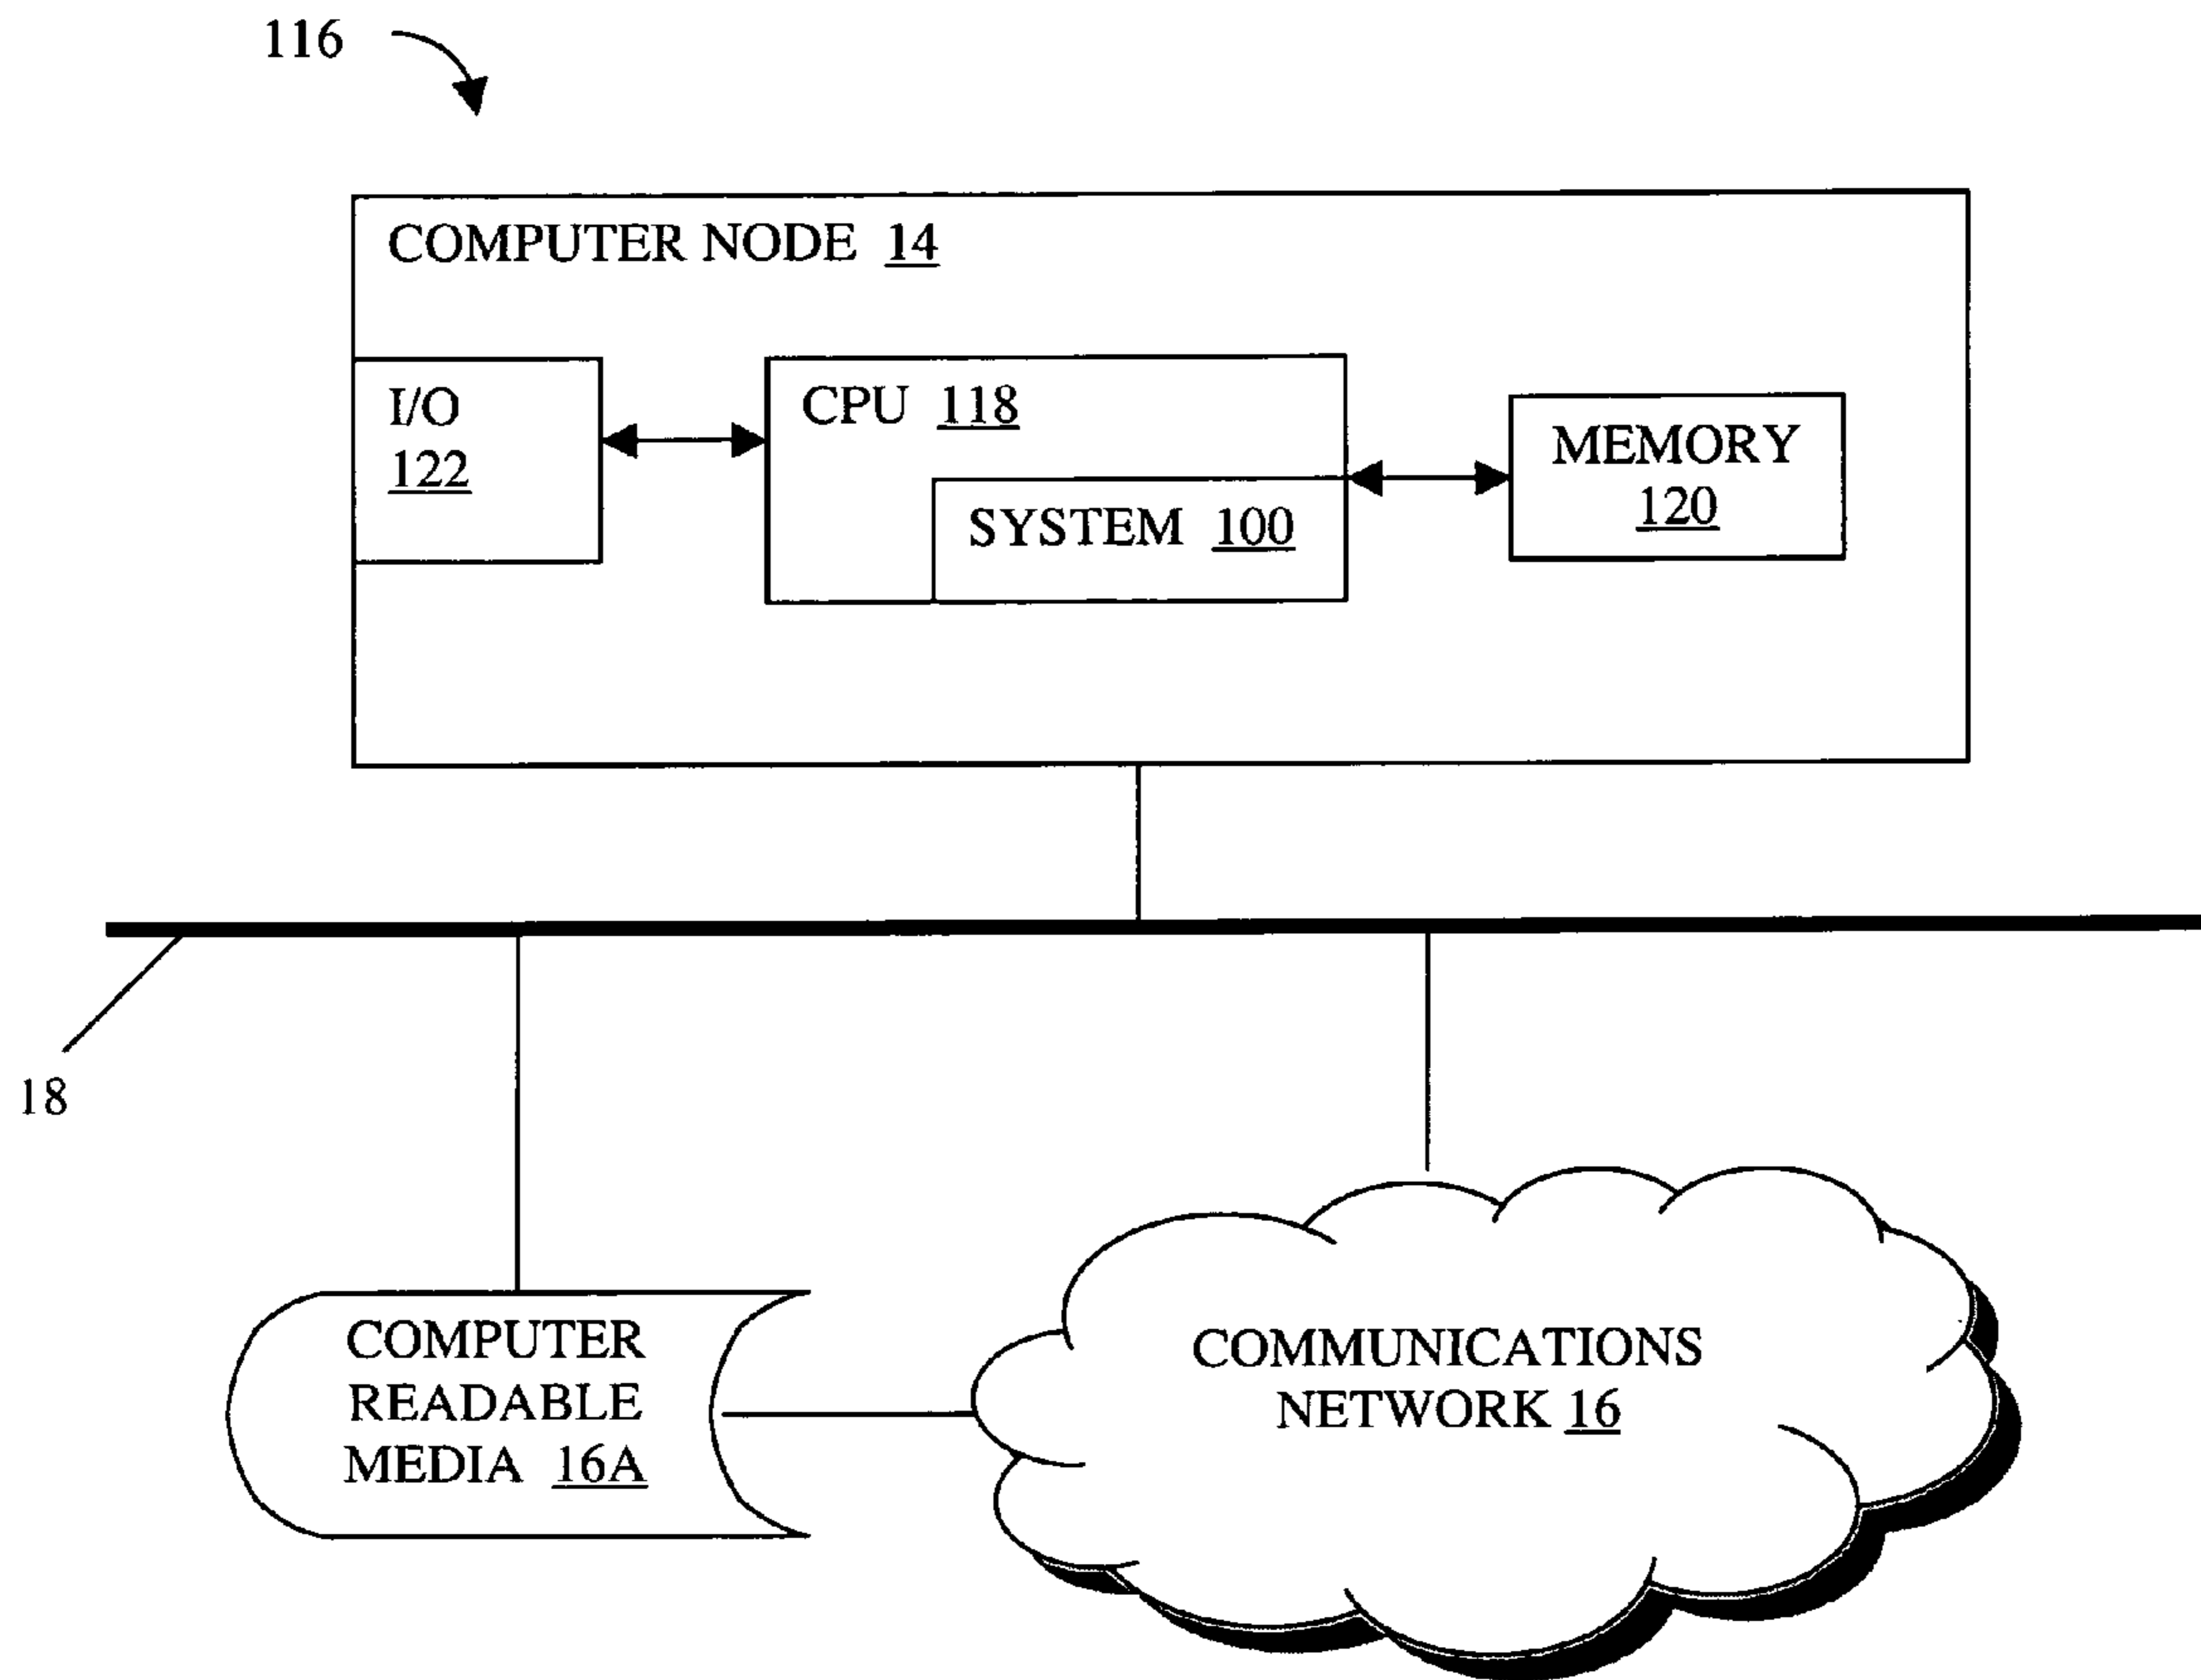 116
COMPUTER NODE 14
I/O
122
CPU 118
SYSTEM 100
MEMORY
120
18
COMPUTER
READABLE
MEDIA 16A
COMMUNICATIONS
NETWORK 16